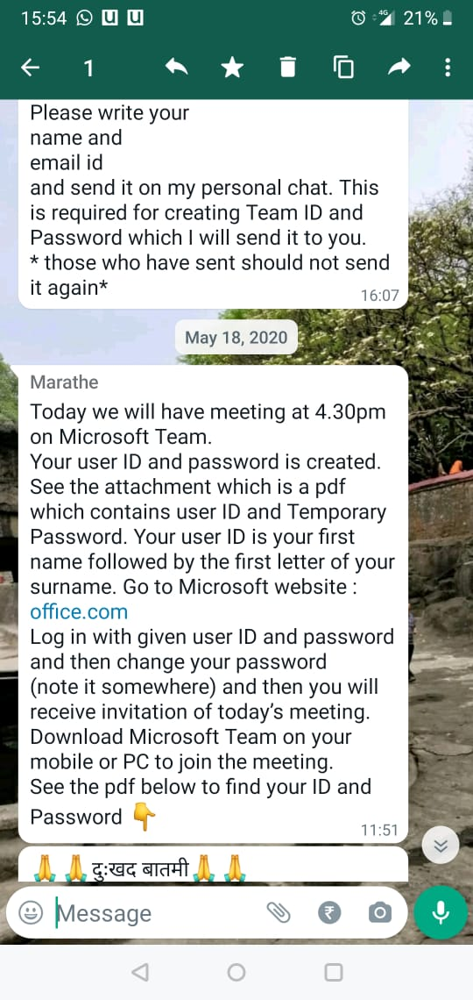 15:54 U U 4G 21%
1
Please write your
name and
email id
and send it on my personal chat. This
is required for creating Team ID and
Password which I will send it to you.
* those who have sent should not send
it again*
16:07
May 18, 2020
Marathe
Today we will have meeting at 4.30pm
on Microsoft Team.
Your user ID and password is created.
See the attachment which is a pdf
which contains user ID and Temporary
Password. Your user ID is your first
name followed by the first letter of your
surname. Go to Microsoft website :
office.com
Log in with given user ID and password
and then change your password
(note it somewhere) and then you will
receive invitation of today's meeting.
Download Microsoft Team on your
mobile or PC to join the meeting.
See the pdf below to find your ID and
Password 👇
11:51
🙏 🙏 दुःखद बातमी 🙏 🙏
Message ₹